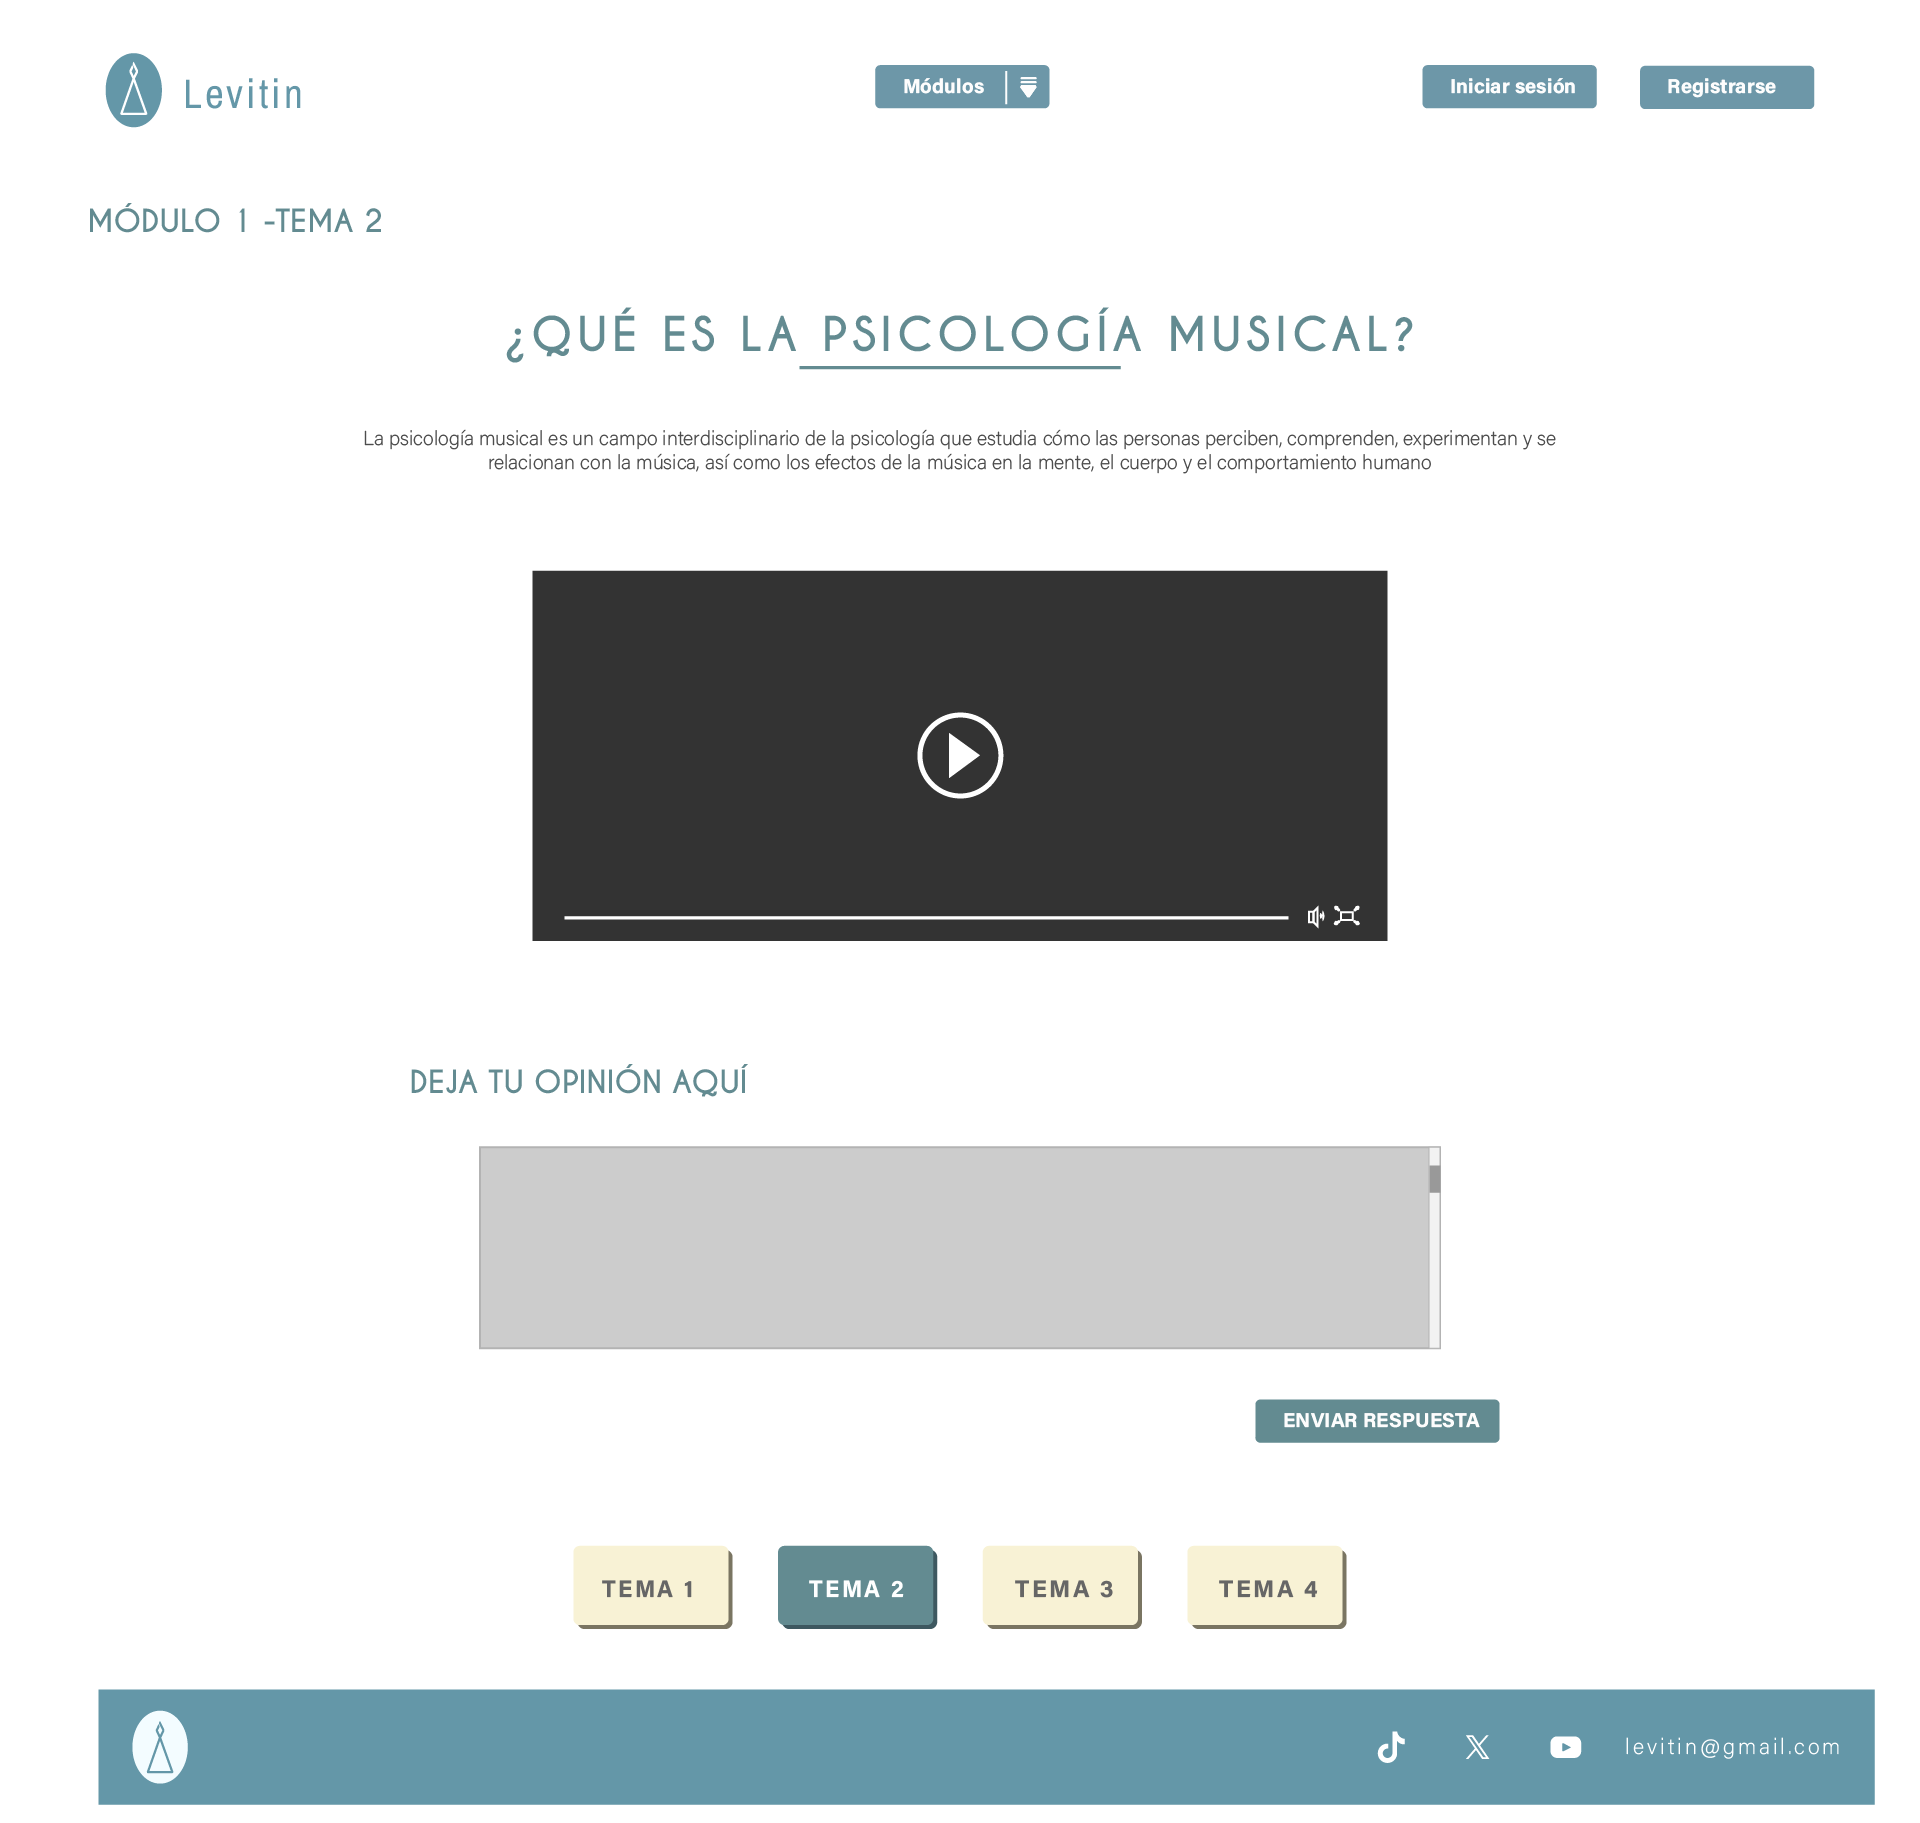 Levitin
Módulos
Iniciar sesión
Registrarse
MÓDULO 1 -TEMA 2
¿QUÉ ES LA PSICOLOGÍA MUSICAL?
La psicología musical es un campo interdisciplinario de la psicología que estudia cómo las personas perciben, comprenden, experimentan y se
relacionan con la música, así como los efectos de la música en la mente, el cuerpo y el comportamiento humano
DEJA TU OPINIÓN AQUÍ
ENVIAR RESPUESTA
TEMA 1
TEMA 2
TEMA 3
TEMA 4
levitin@gmail.com